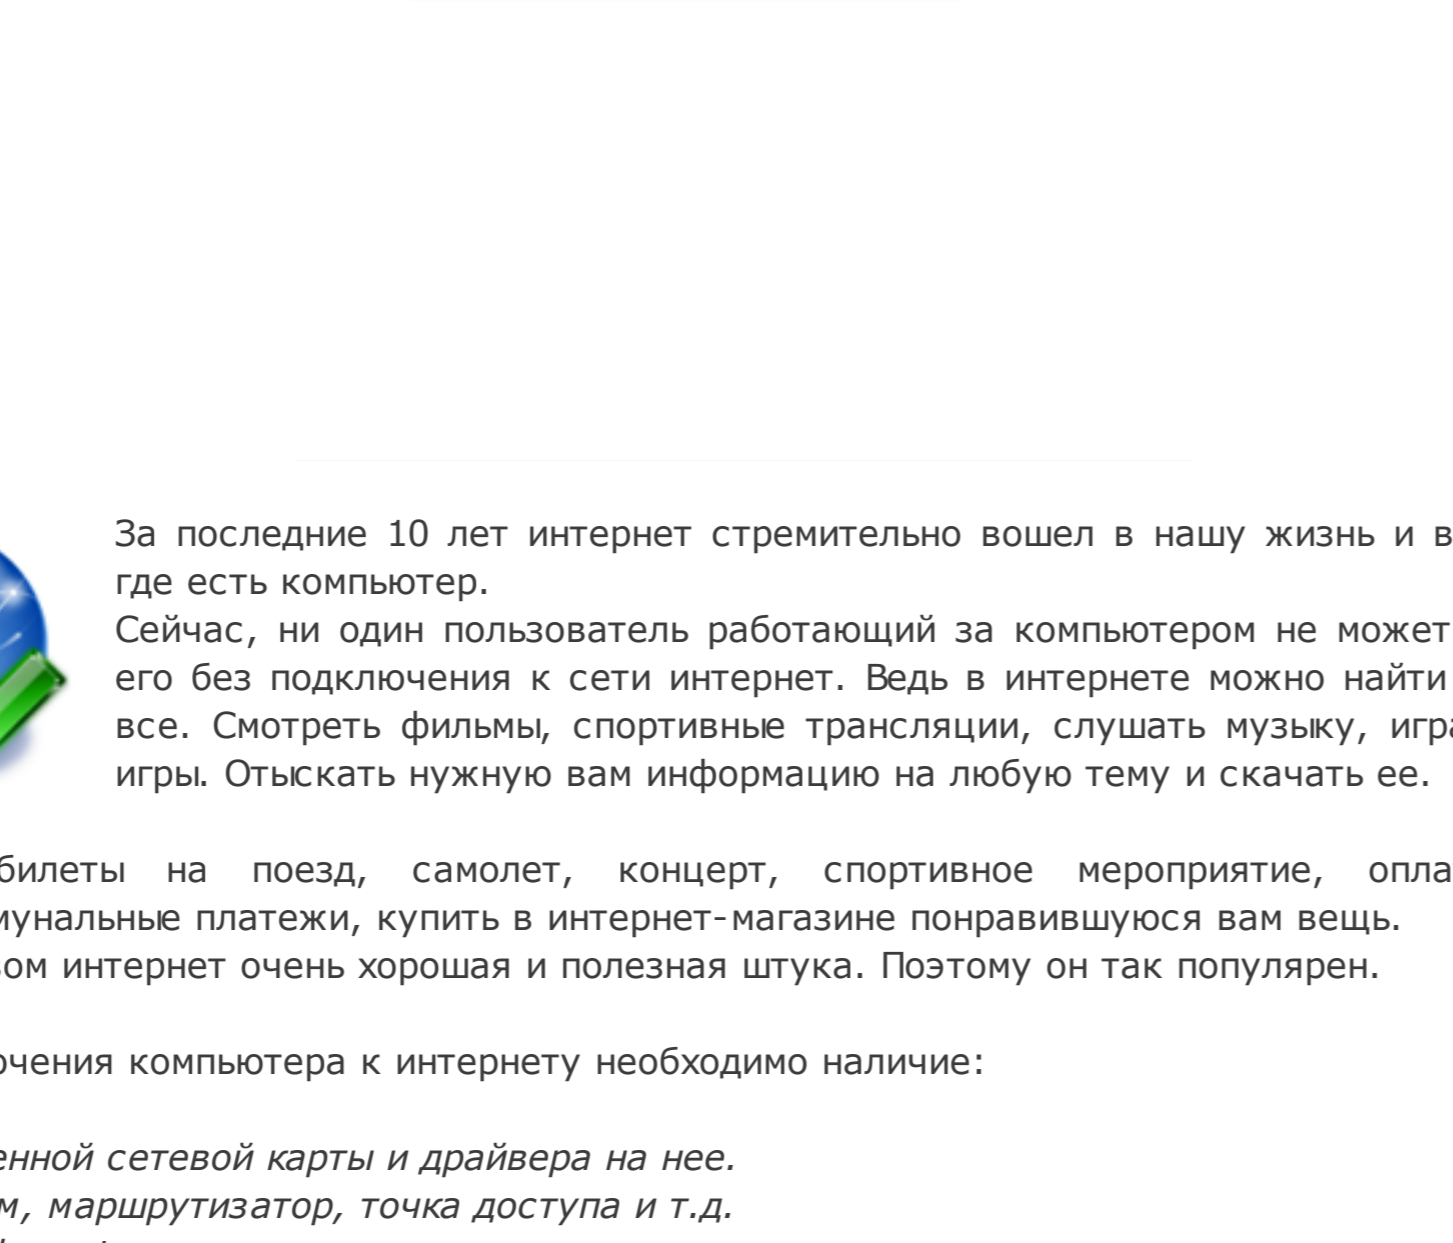 За последние 10 лет интернет стремительно вошел в нашу жизнь и в
где есть компьютер.
Сейчас, ни один пользователь работающий за компьютером не может
его без подключения к сети интернет. Ведь в интернете можно найти
все. Смотреть фильмы, спортивные трансляции, слушать музыку, игра
игры. Отыскать нужную вам информацию на любую тему и скачать ее.
билеты на поезд, самолет, концерт, спортивное мероприятие, опла
мунальные платежи, купить в интернет-магазине понравившуюся вам вещь.
вом интернет очень хорошая и полезная штука. Поэтому он так популярен.
очения компьютера к интернету необходимо наличие:
енной сетевой карты и драйвера на нее.
м, маршрутизатор, точка доступа и т.д.